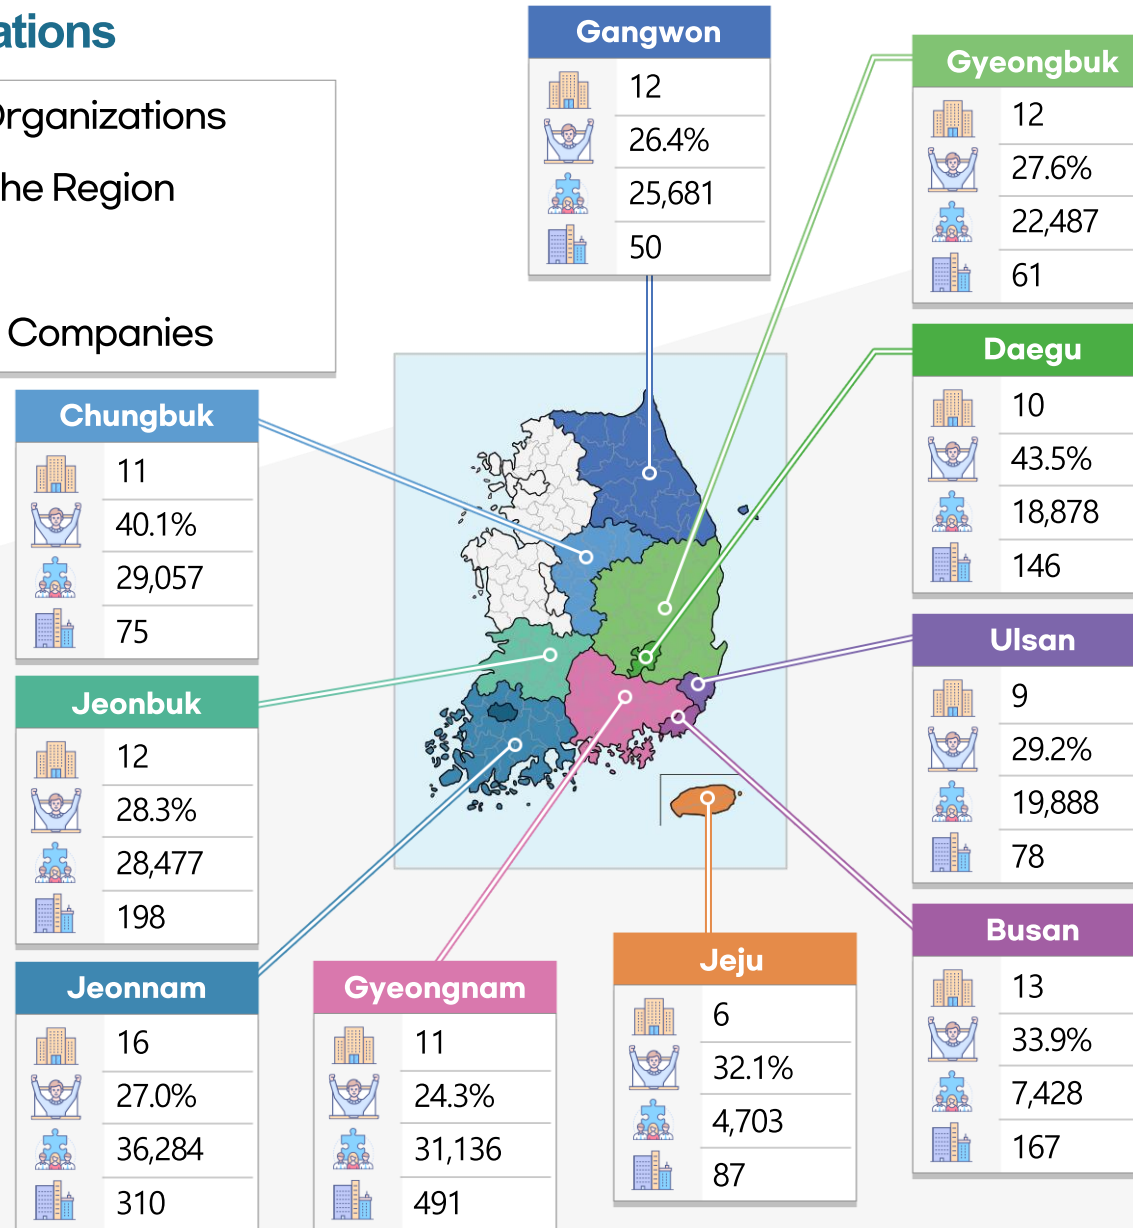 ations
Organizations
he Region
Companies
Gangwon
12
26.4%
25,681
50
Gyeongbuk
12
27.6%
22,487
61
Daegu
10
43.5%
18,878
146
Chungbuk
11
40.1%
29,057
75
Ulsan
9
29.2%
19,888
78
Jeonbuk
12
28.3%
28,477
198
Busan
13
33.9%
7,428
167
Jeonnam
16
27.0%
36,284
310
Gyeongnam
11
24.3%
31,136
491
Jeju
6
32.1%
4,703
87